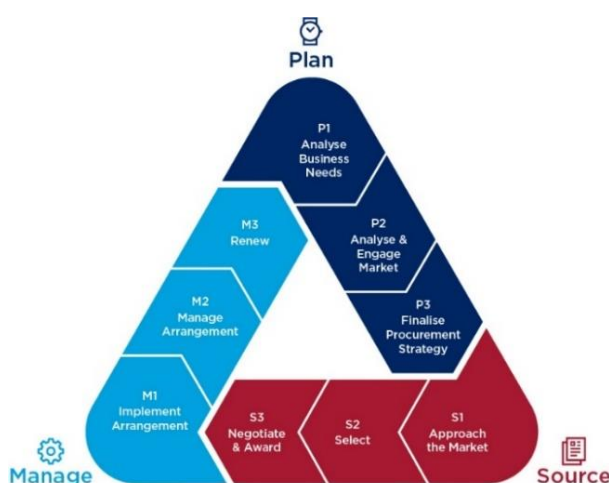 Plan
P1
Analyse
Business
Needs
P2
Analyse &
Engage
Market
P3
Finalise
Procurement
Strategy
S1
Approach
the Market
Source
S2
Select
S3
Negotiate
& Award
M1
Implement
Arrangement
Manage
M2
Manage
Arrangement
M3
Renew